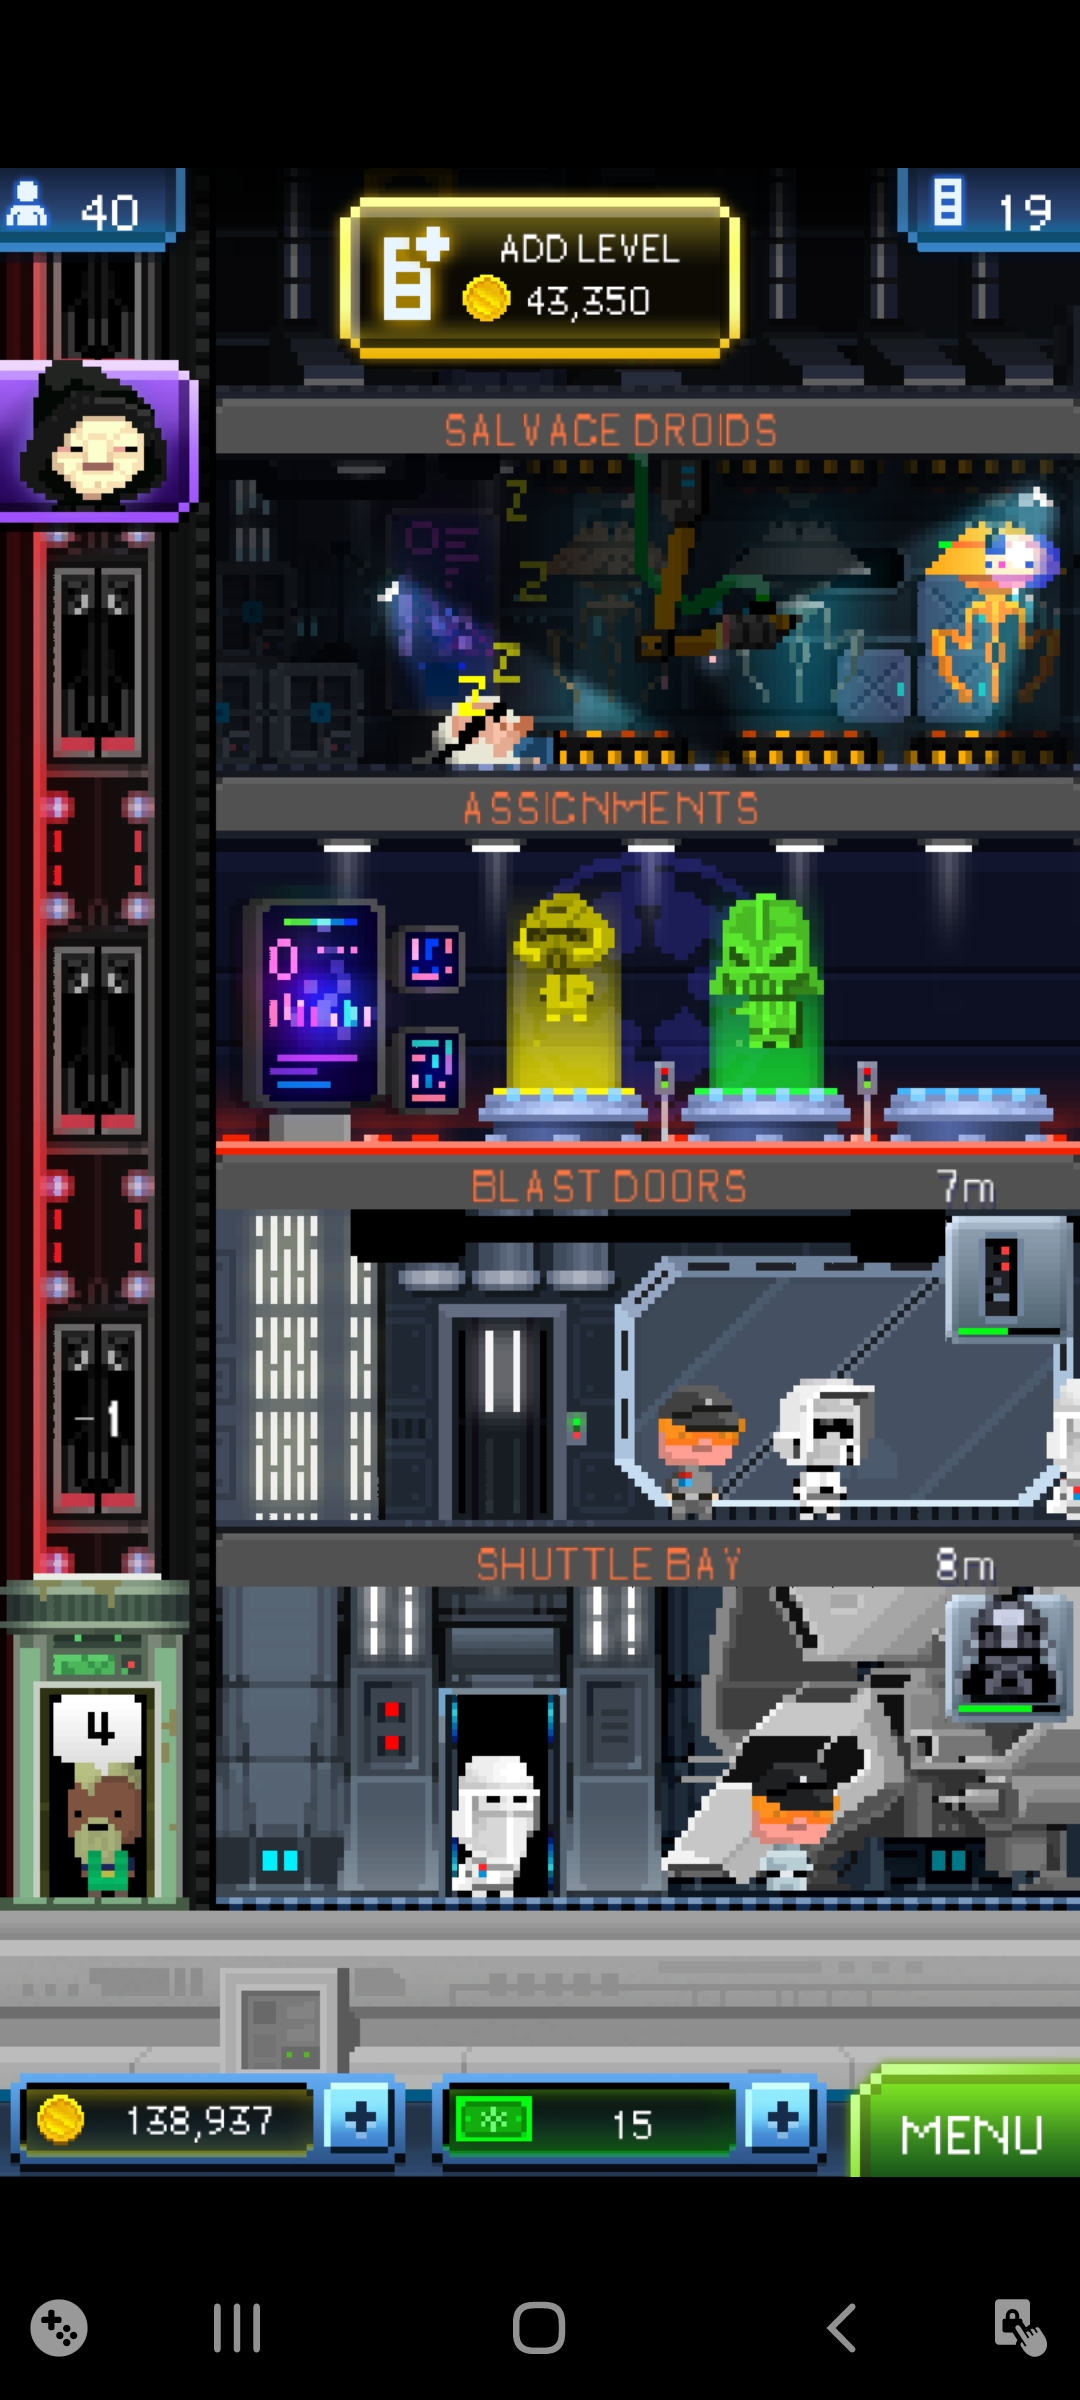 40
ADD LEVEL
43,350
19
SALVAGE DROIDS
Z
Z
Z
Z
ASSIGNMENTS
BLAST DOORS 7m
-1
SHUTTLE BAY 8m
4
138,937
15
MENU